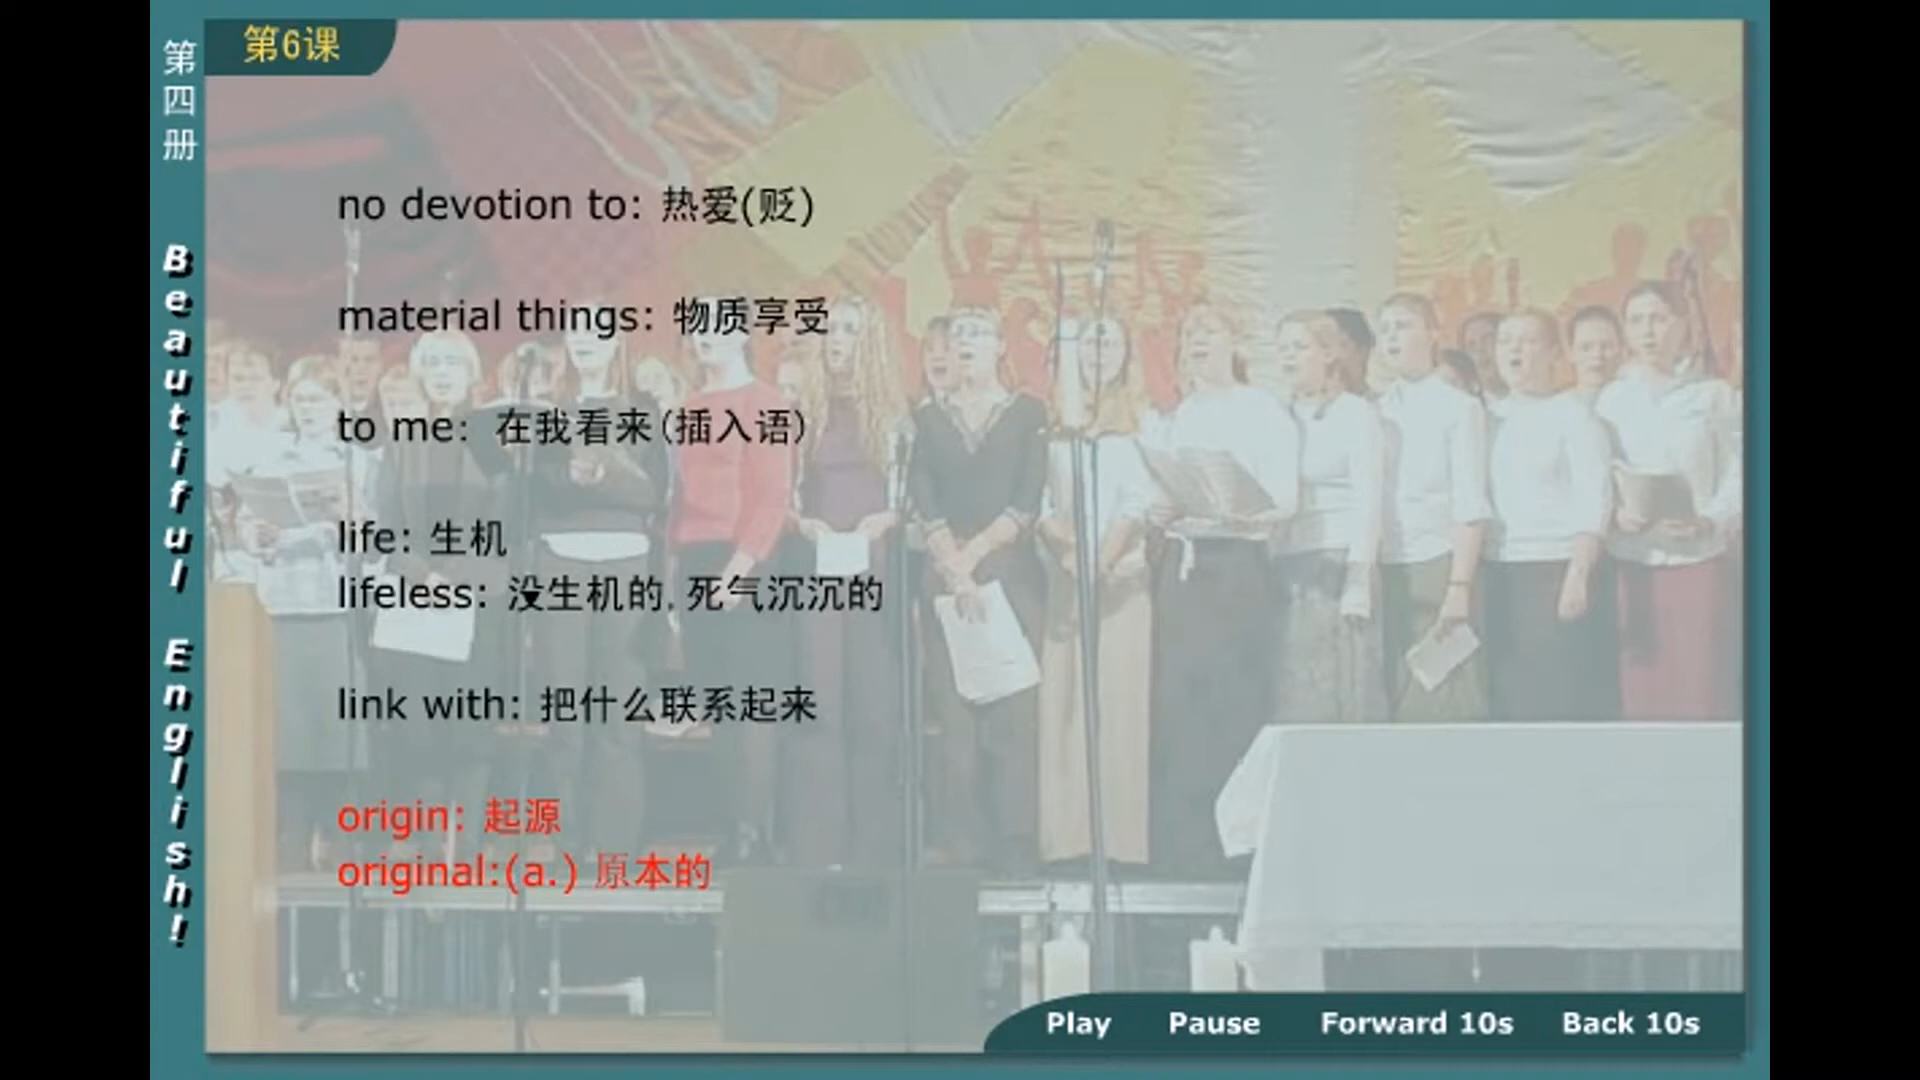 第6课
第四册
Beautiful English!
no devotion to: 热爱(贬)
material things: 物质享受
to me: 在我看来(插入语)
life: 生机
lifeless: 没生机的, 死气沉沉的
link with: 把什么联系起来
origin: 起源
original:(a.) 原本的
Play Pause Forward 10s Back 10s